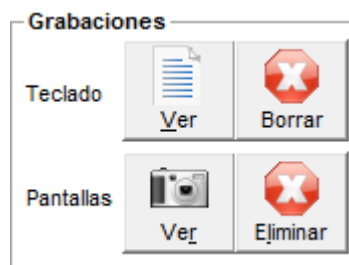 Grabaciones
Teclado
Ver
Borrar
Pantallas
Ver
Eliminar